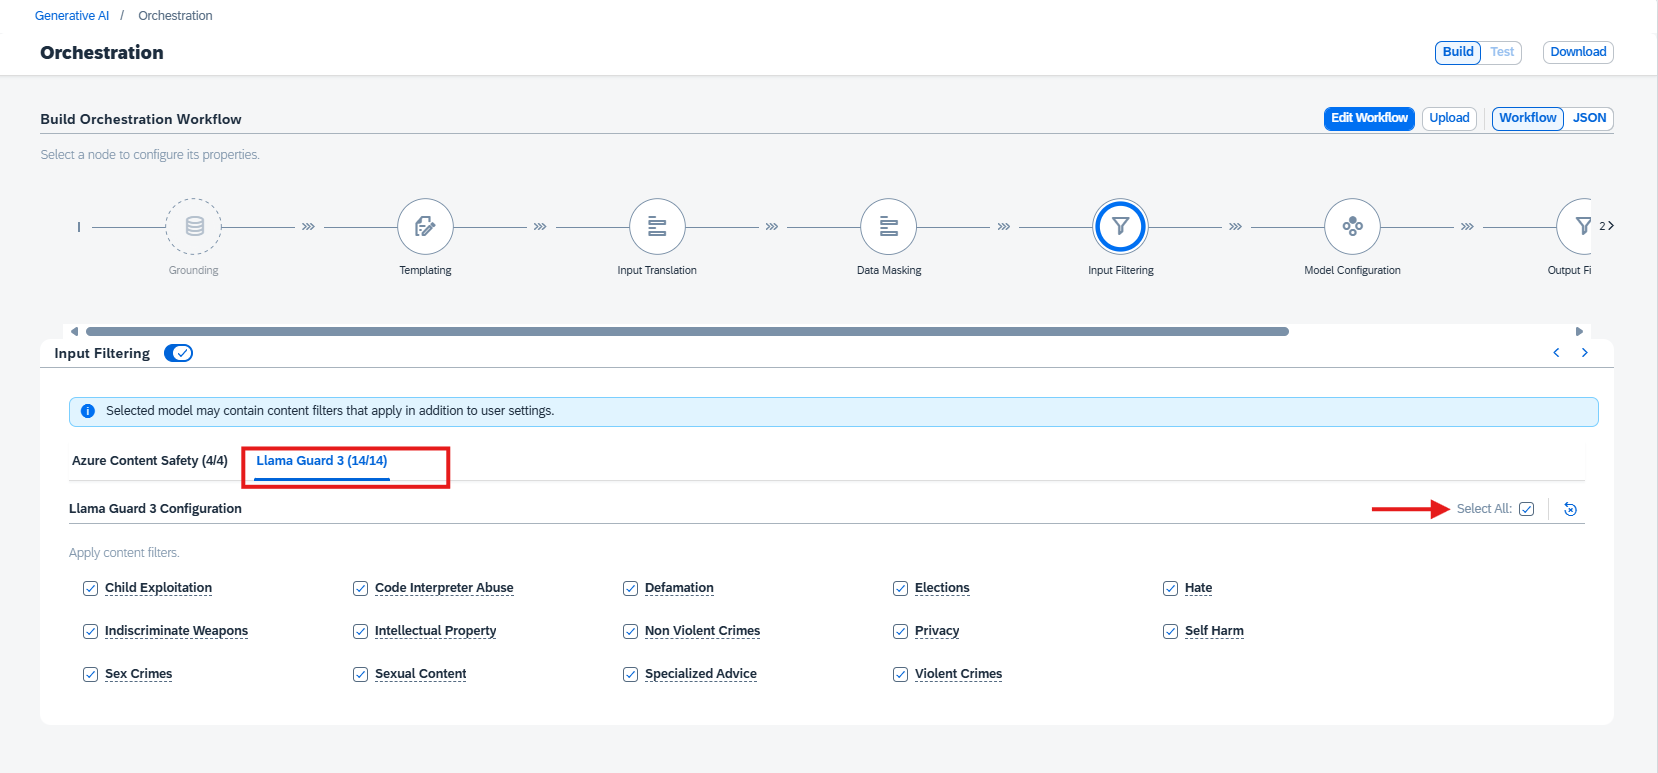 Generative AI / Orchestration
Orchestration
Build Test Download
Build Orchestration Workflow
Edit Workflow Upload Workflow JSON
Select a node to configure its properties.
2
Grounding Templating Input Translation Data Masking Input Filtering Model Configuration Output Fi
Input Filtering
Selected model may contain content filters that apply in addition to user settings.
Azure Content Safety (4/4) Llama Guard 3 (14/14)
Llama Guard 3 Configuration Select All:
Apply content filters.
Child Exploitation Code Interpreter Abuse Defamation Elections Hate
Indiscriminate Weapons Intellectual Property Non Violent Crimes Privacy Self Harm
Sex Crimes Sexual Content Specialized Advice Violent Crimes